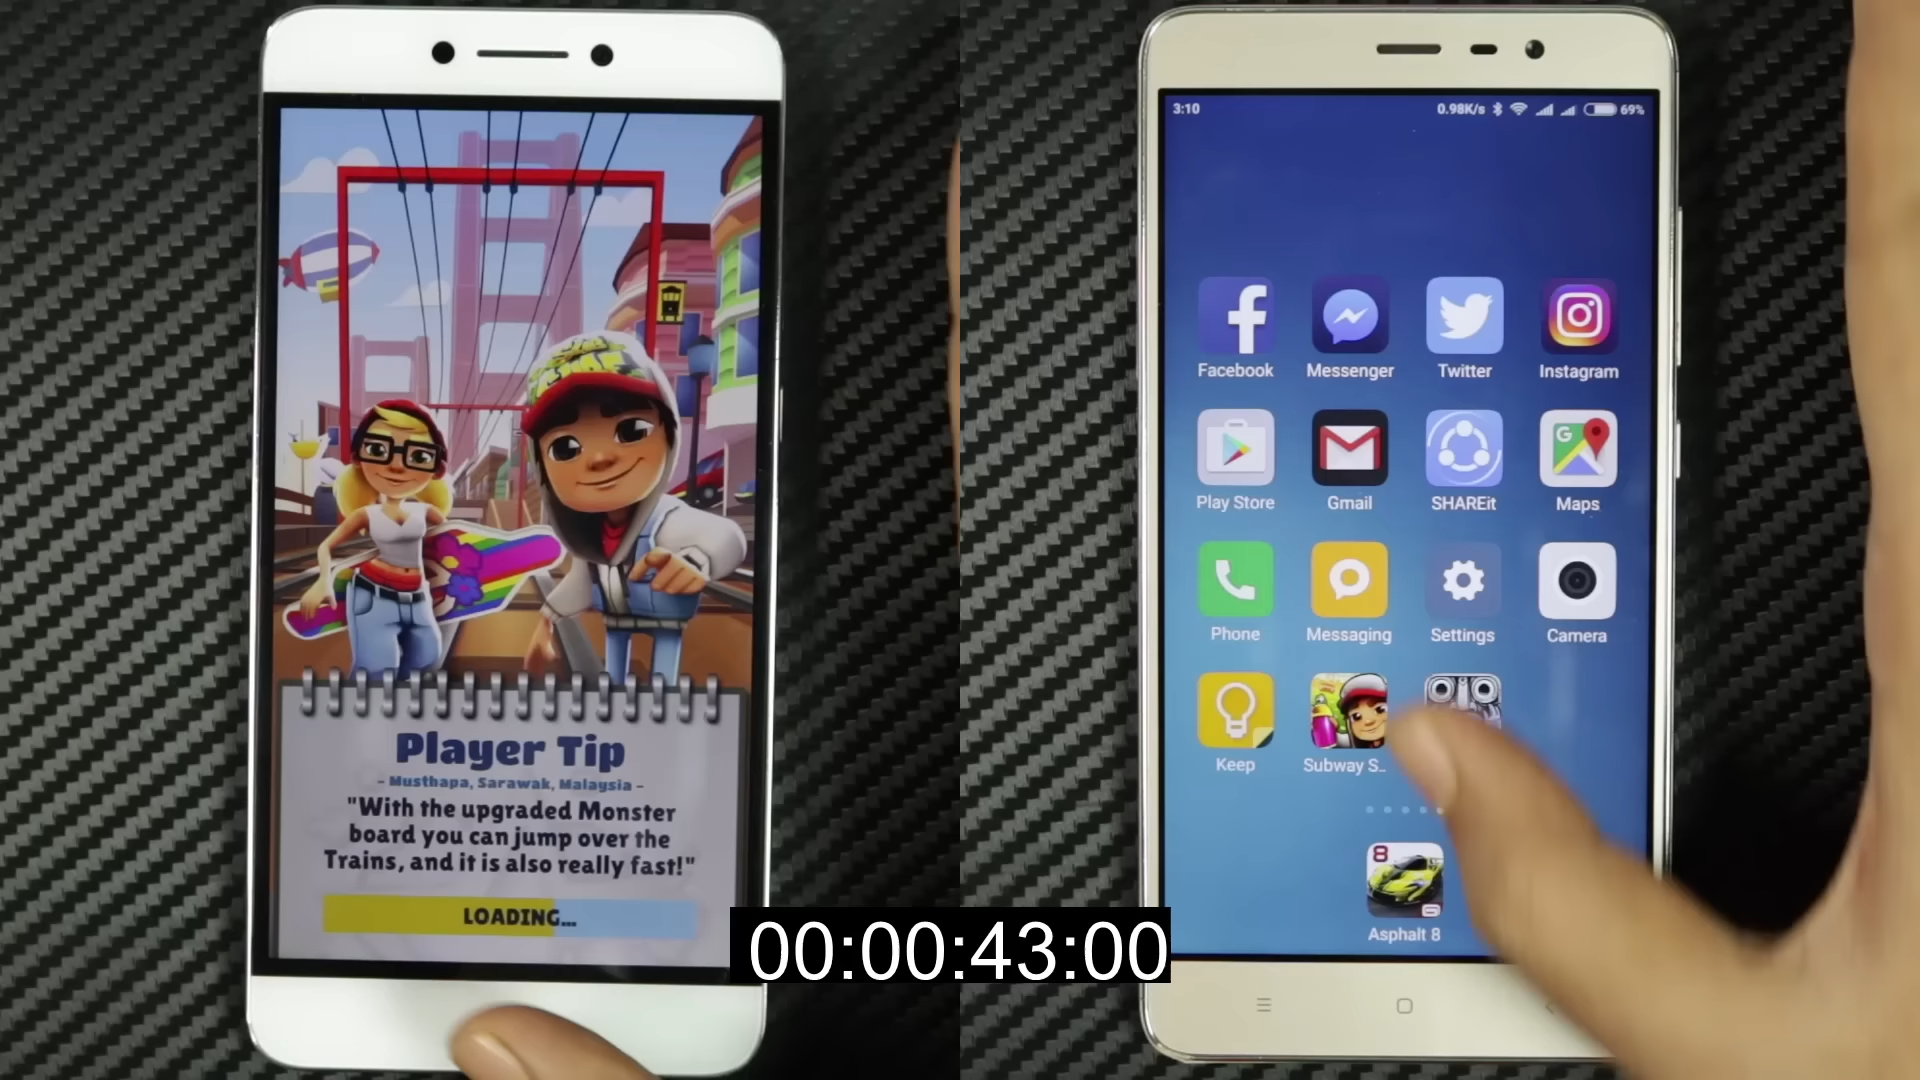 Player Tip
- Musthapa, Sarawak, Malaysia -
"With the upgraded Monster
board you can jump over the
Trains, and it is also really fast!"
LOADING...
00:00:43:00
3:10 0.98K/s 69%
Facebook Messenger Twitter Instagram
Play Store Gmail SHAREit Maps
Phone Messaging Settings Camera
Keep Subway S..
8
Asphalt 8